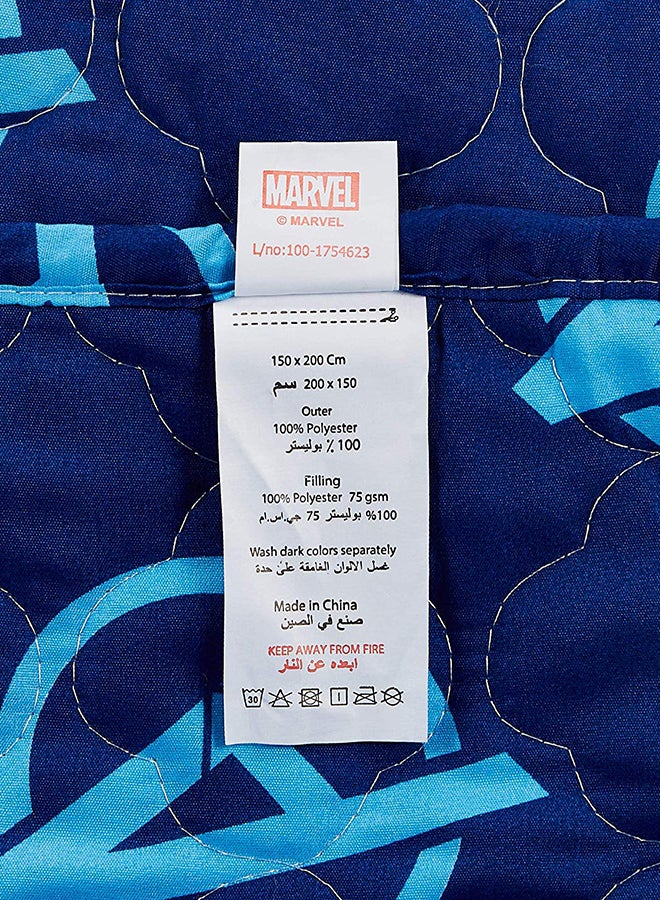 MARVEL
© MARVEL
L/no:100-1754623
150 x 200 Cm
200 x 150 سم
Outer
100% Polyester
100 ٪ بوليستر
Filling
100% Polyester 75 gsm
100% بوليستر 75 جي.اس.ام
Wash dark colors separately
غسل الالوان الغامقة على حدة
Made in China
صنع في الصين
KEEP AWAY FROM FIRE
ابعده عن النار
30